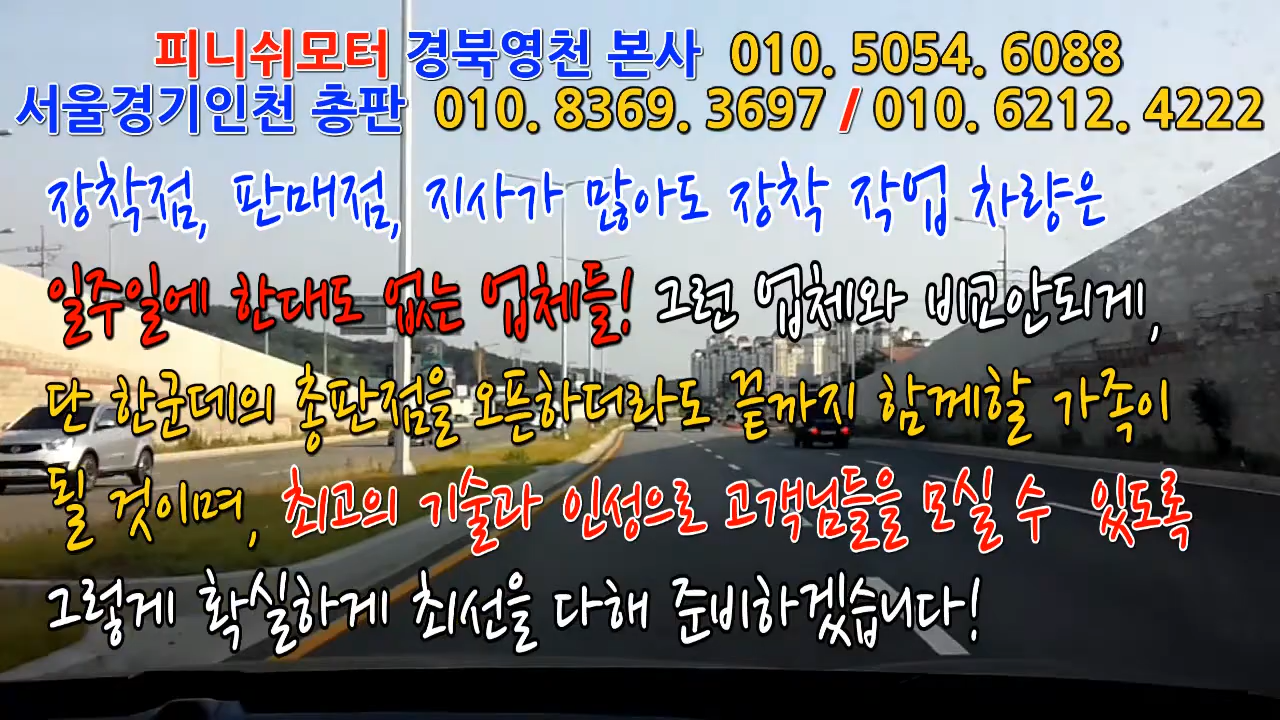 피니쉬모터 경북영천 본사 010. 5054. 6088
서울경기인천 총판 010. 8369. 3697 / 010. 6212. 4222
장착점, 판매점, 지사가 많아도 장착 작업 차량은
일주일에 한대도 없는 업체들! 그런 업체와 비교안되게,
단 한군데의 총판점을 오픈하더라도 끝까지 함께할 가족이
될 것이며, 최고의 기술과 인성으로 고객님들을 모실 수 있도록
그렇게 확실하게 최선을 다해 준비하겠습니다!